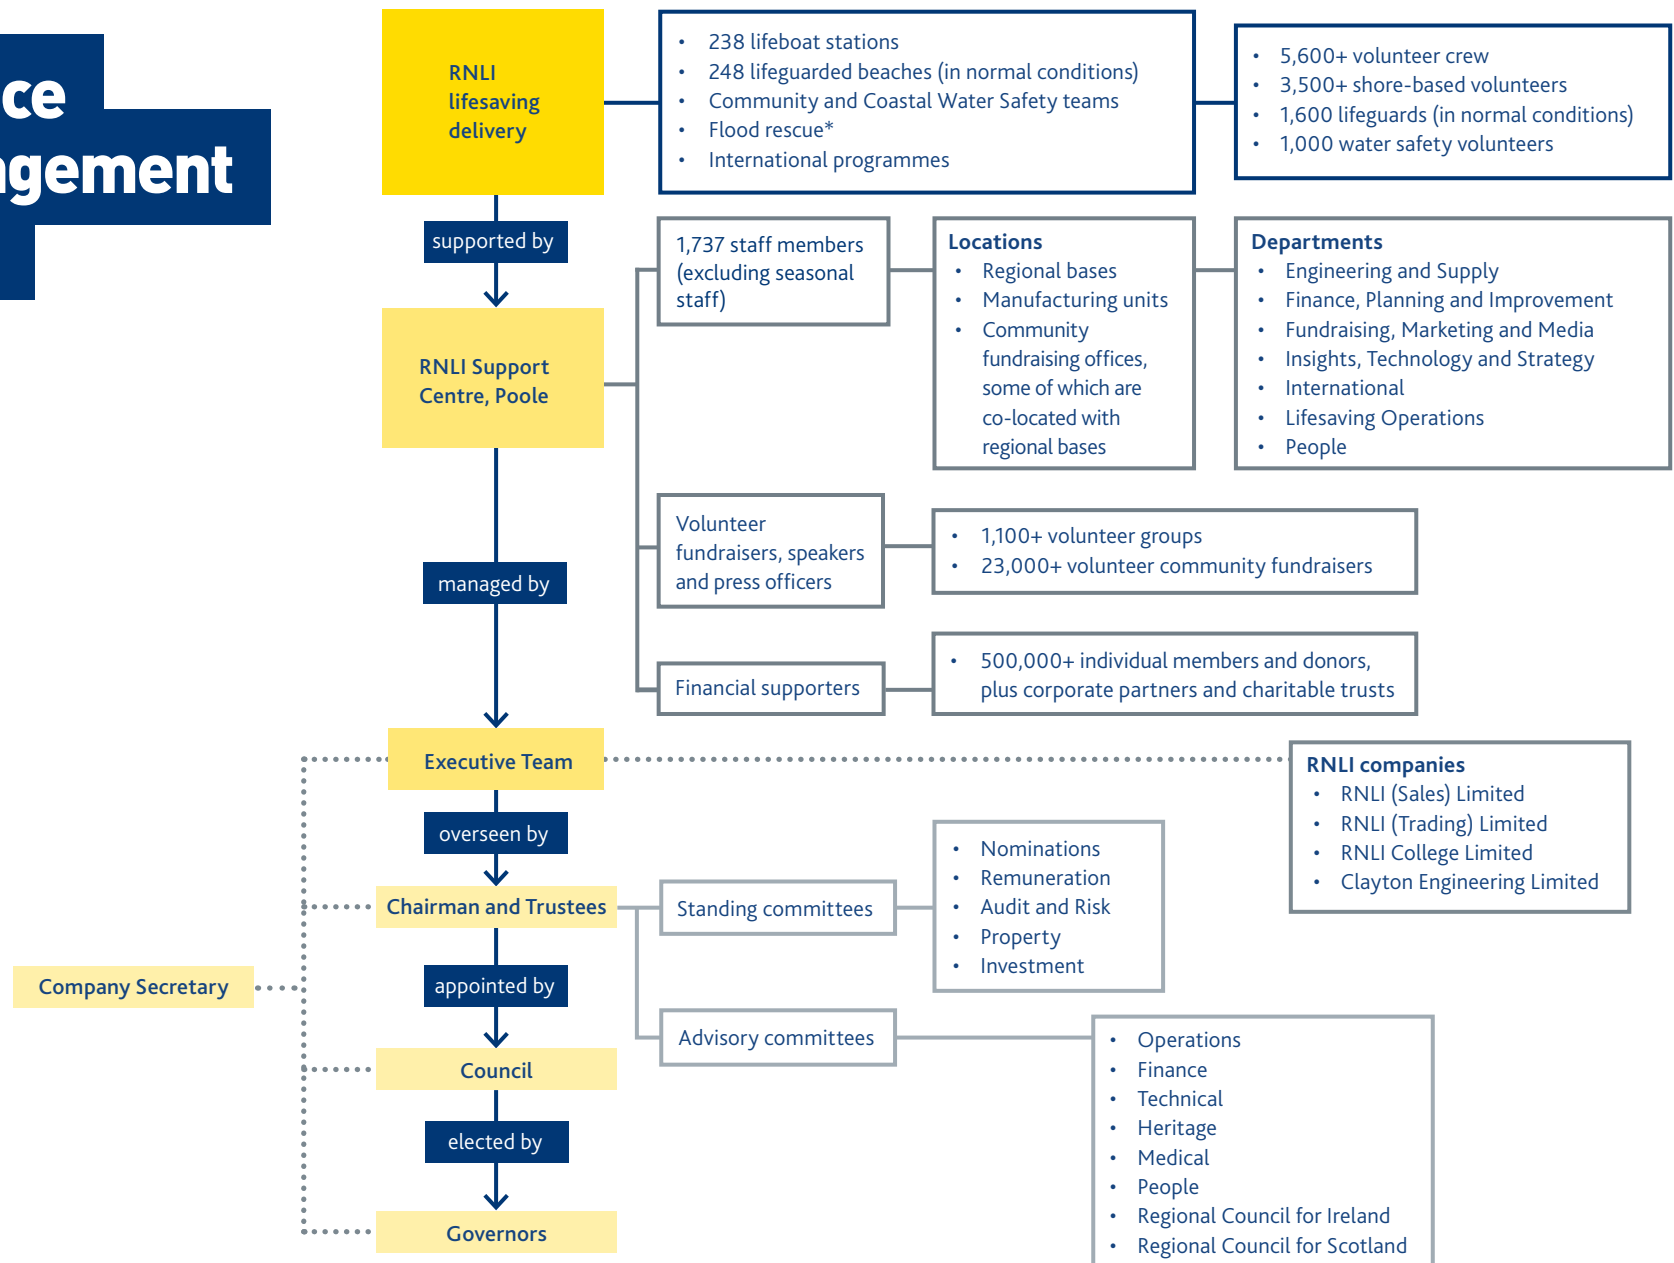 ce
agement
RNLI
lifesaving
delivery
• 238 lifeboat stations
• 248 lifeguarded beaches (in normal conditions)
• Community and Coastal Water Safety teams
• Flood rescue*
• International programmes
• 5,600+ volunteer crew
• 3,500+ shore-based volunteers
• 1,600 lifeguards (in normal conditions)
• 1,000 water safety volunteers
supported by
RNLI Support
Centre, Poole
1,737 staff members
(excluding seasonal
staff)
Locations
• Regional bases
• Manufacturing units
• Community
fundraising offices,
some of which are
co-located with
regional bases
Departments
• Engineering and Supply
• Finance, Planning and Improvement
• Fundraising, Marketing and Media
• Insights, Technology and Strategy
• International
• Lifesaving Operations
• People
Volunteer
fundraisers, speakers
and press officers
• 1,100+ volunteer groups
• 23,000+ volunteer community fundraisers
Financial supporters
• 500,000+ individual members and donors,
plus corporate partners and charitable trusts
managed by
Executive Team
RNLI companies
• RNLI (Sales) Limited
• RNLI (Trading) Limited
• RNLI College Limited
• Clayton Engineering Limited
overseen by
Chairman and Trustees
Standing committees
• Nominations
• Remuneration
• Audit and Risk
• Property
• Investment
Advisory committees
• Operations
• Finance
• Technical
• Heritage
• Medical
• People
• Regional Council for Ireland
• Regional Council for Scotland
Company Secretary
appointed by
Council
elected by
Governors